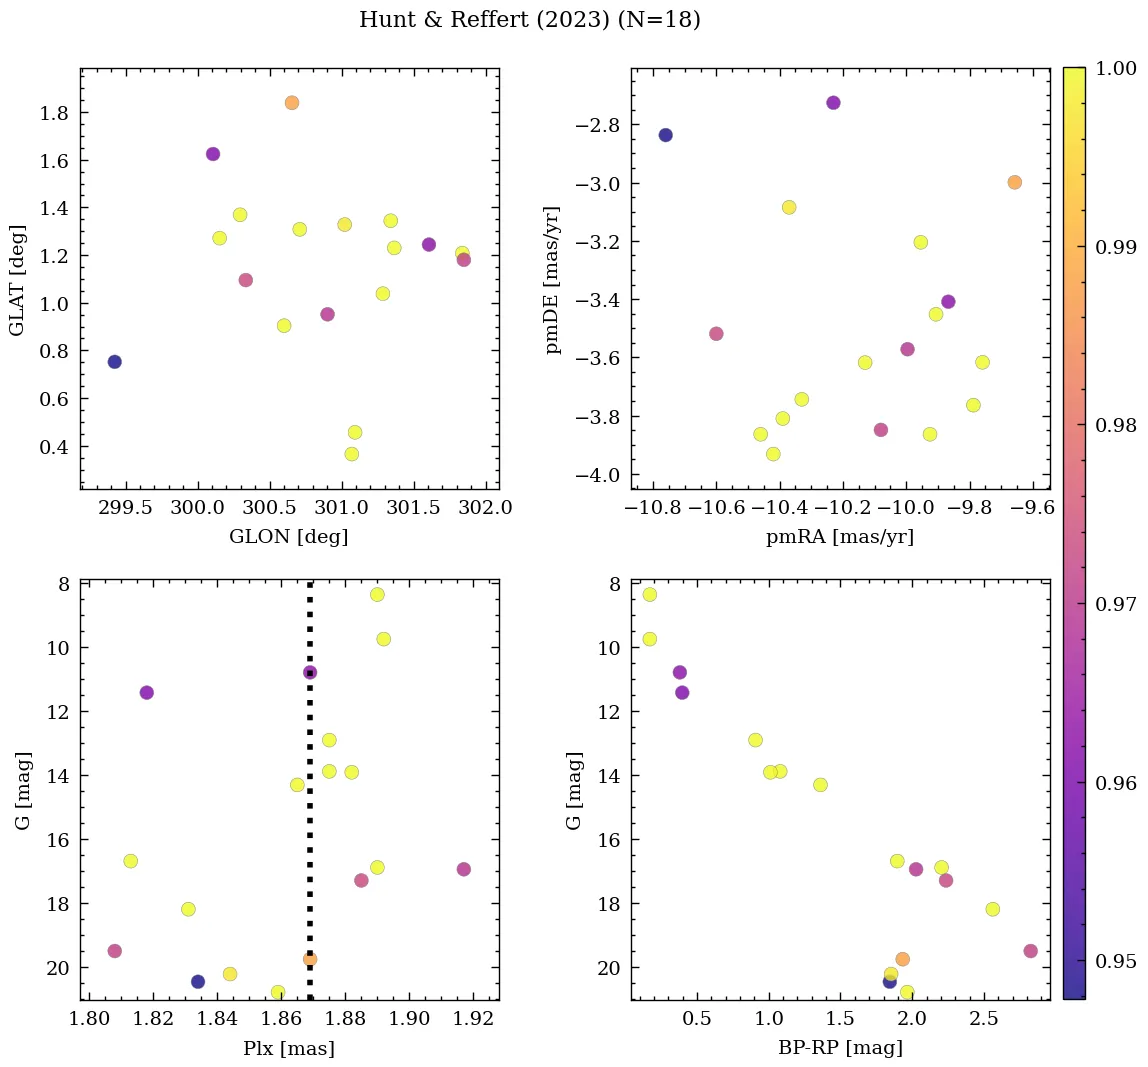 Hunt & Reffert (2023) (N=18)
1.8
1.6
1.4
1.2
1.0
0.8
0.6
0.4
GLAT [deg]
299.5 300.0 300.5 301.0 301.5 302.0
GLON [deg]
−2.8
−3.0
−3.2
−3.4
−3.6
−3.8
−4.0
pmDE [mas/yr]
−10.8 −10.6 −10.4 −10.2 −10.0 −9.8 −9.6
pmRA [mas/yr]
1.00
0.99
0.98
0.97
0.96
0.95
8
10
12
14
16
18
20
G [mag]
1.80 1.82 1.84 1.86 1.88 1.90 1.92
Plx [mas]
8
10
12
14
16
18
20
G [mag]
0.5 1.0 1.5 2.0 2.5
BP-RP [mag]